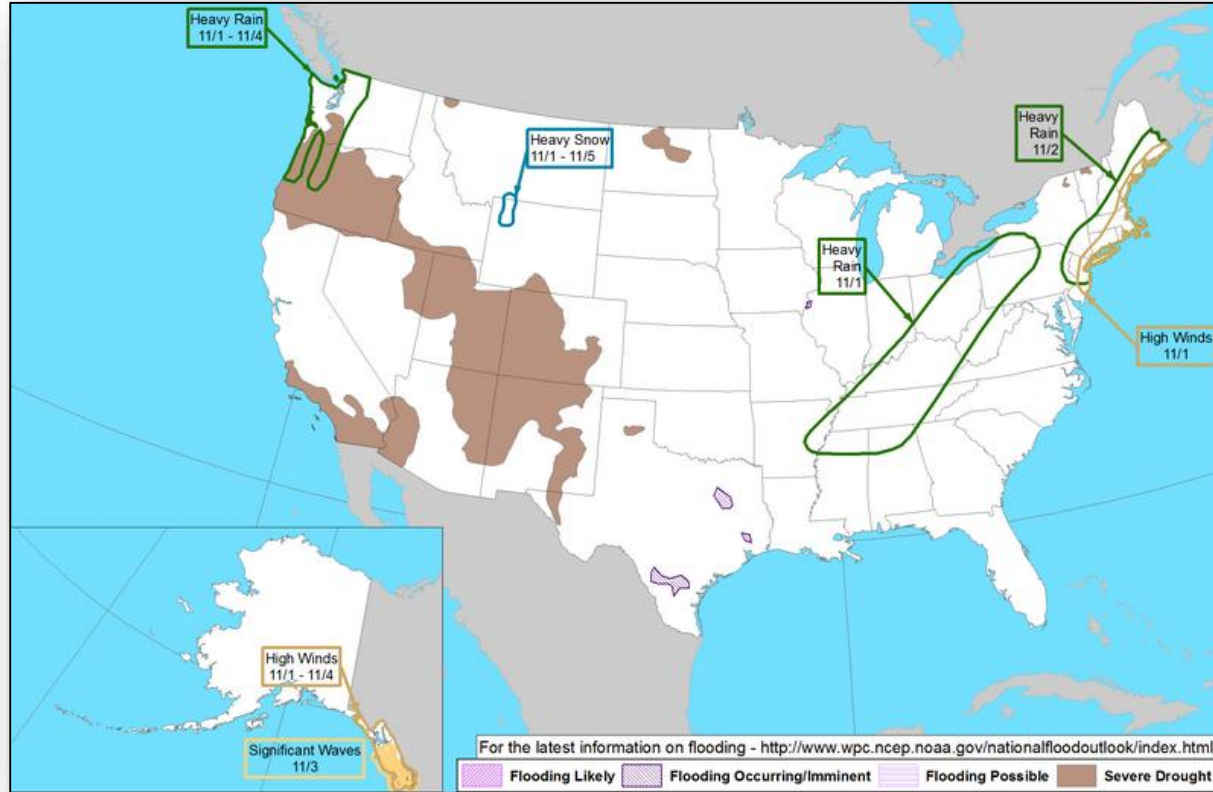 Heavy Rain
11/1 - 11/4
Heavy Snow
11/1 - 11/5
Heavy
Rain
11/2
Heavy
Rain
11/1
High Winds
11/1
High Winds
11/1 - 11/4
Significant Waves
11/3
For the latest information on flooding - http://www.wpc.ncep.noaa.gov/nationalfloodoutlook/index.html
Flooding Likely
Flooding Occurring/Imminent
Flooding Possible
Severe Drought